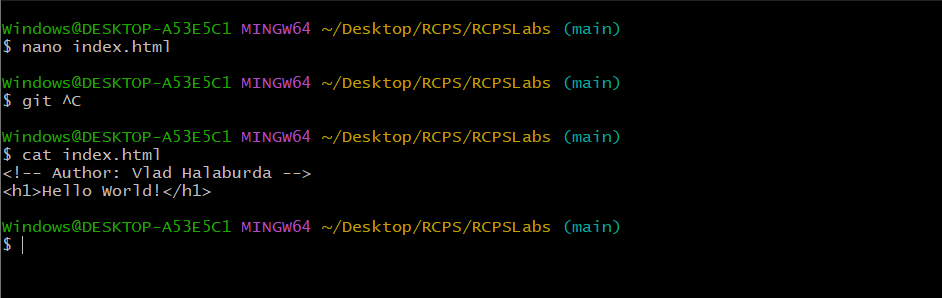 Windows@DESKTOP-A53E5C1 MINGW64 ~/Desktop/RCPS/RCPSLabs (main)
$ nano index.html
Windows@DESKTOP-A53E5C1 MINGW64 ~/Desktop/RCPS/RCPSLabs (main)
$ git ^C
Windows@DESKTOP-A53E5C1 MINGW64 ~/Desktop/RCPS/RCPSLabs (main)
$ cat index.html
<!-- Author: Vlad Halaburda -->
<h1>Hello World!</h1>
Windows@DESKTOP-A53E5C1 MINGW64 ~/Desktop/RCPS/RCPSLabs (main)
$